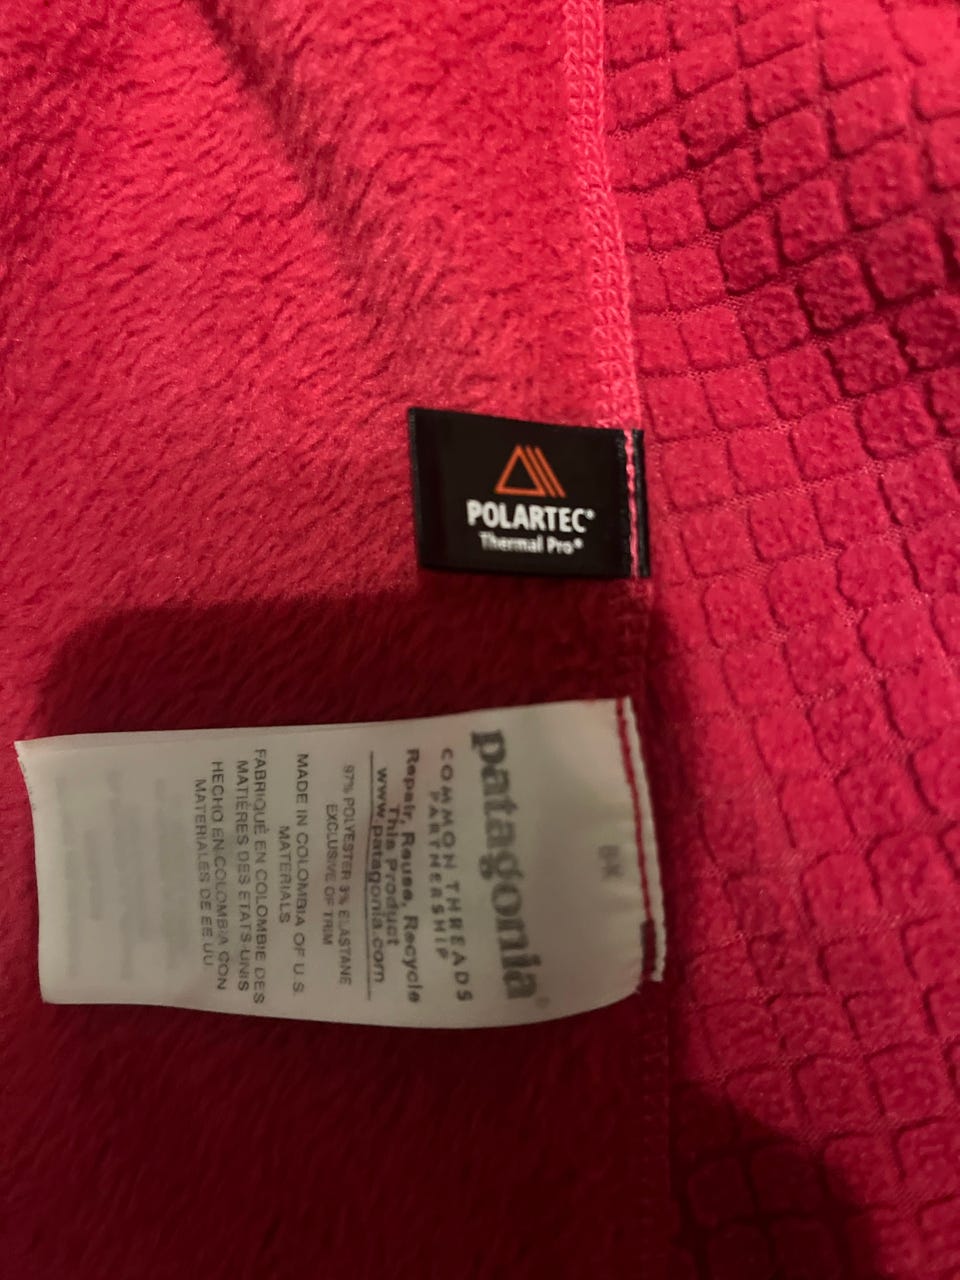 POLARTEC®
Thermal Pro®
patagonia®
COMMON THREADS
PARTNERSHIP
Repair, Reuse, Recycle
This Product
www.patagonia.com
97% POLYESTER 3% ELASTANE
EXCLUSIVE OF TRIM
MADE IN COLOMBIA OF U.S.
MATERIALS
FABRIQUÉ EN COLOMBIE DES
MATIÈRES DES ETATS-UNIS
HECHO EN COLOMBIA CON
MATERIALES DE EE UU